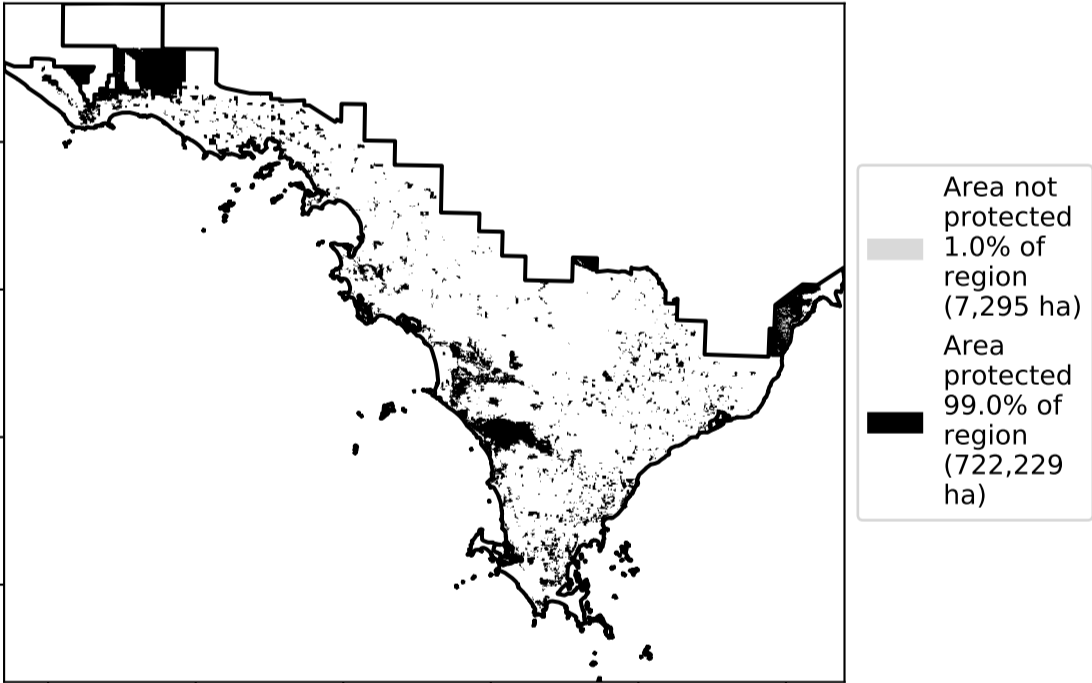 Area not
protected
1.0% of
region
(7,295 ha)
Area
protected
99.0% of
region
(722,229
ha)